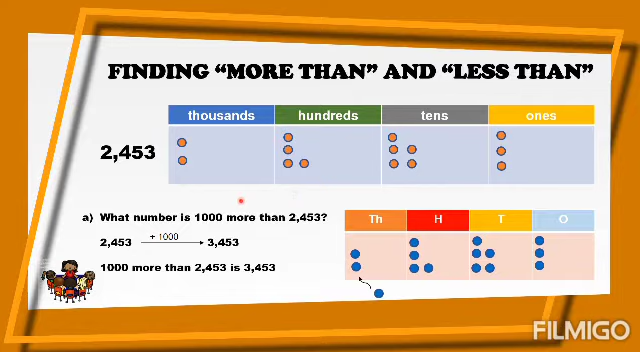 FINDING “MORE THAN” AND “LESS THAN”
thousands hundreds tens ones
2,453
a) What number is 1000 more than 2,453?
Th H T O
+ 1000
2,453 3,453
1000 more than 2,453 is 3,453
FILMIGO